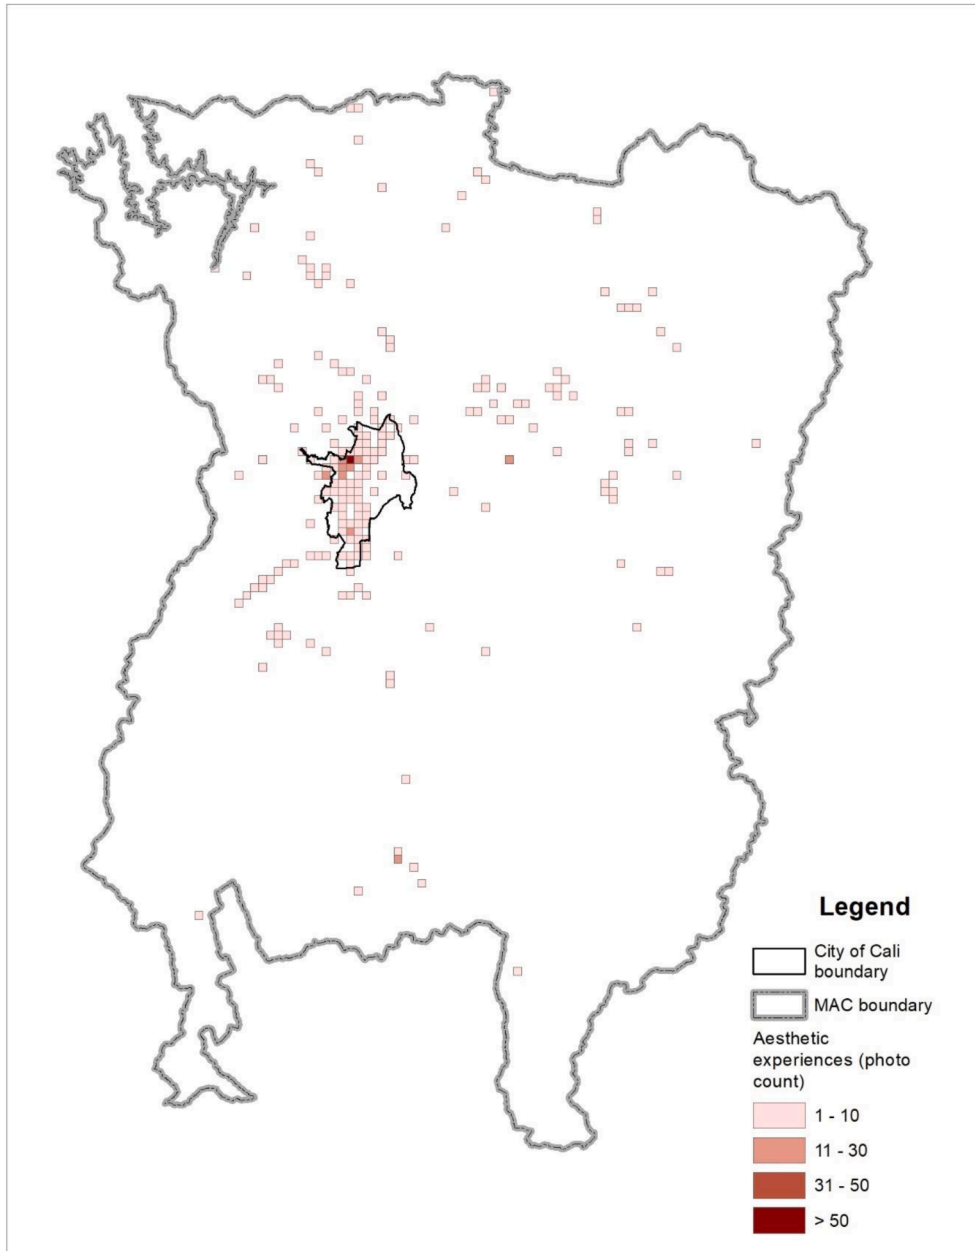 Legend
City of Cali
boundary
MAC boundary
Aesthetic
experiences (photo
count)
1 - 10
11 - 30
31 - 50
> 50